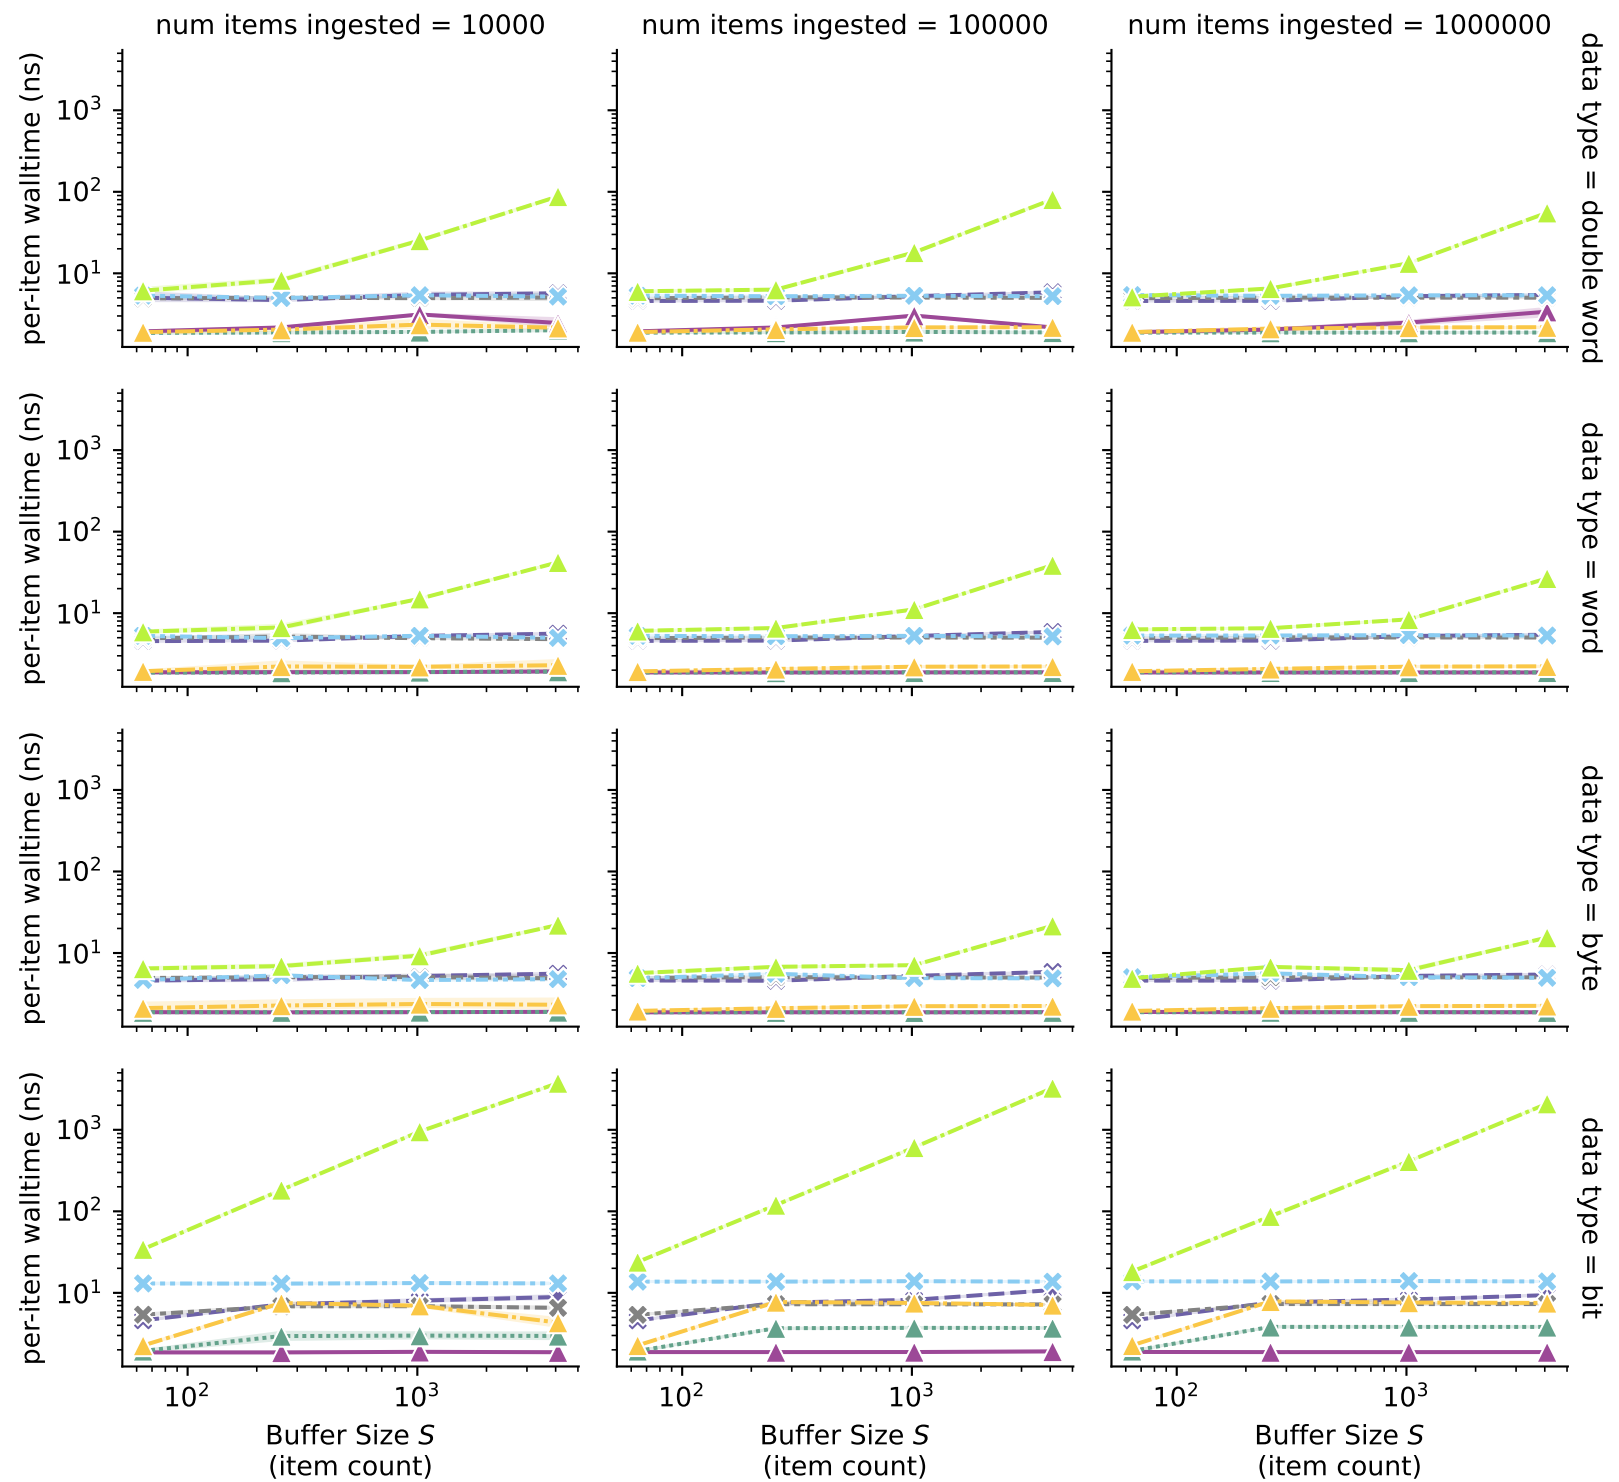 num items ingested = 10000
num items ingested = 100000
num items ingested = 1000000
per-item walltime (ns)
10³
10²
10¹
data type = double word
per-item walltime (ns)
10³
10²
10¹
data type = word
per-item walltime (ns)
10³
10²
10¹
data type = byte
per-item walltime (ns)
10³
10²
10¹
data type = bit
10² 10³
10² 10³
10² 10³
Buffer Size S
(item count)
Buffer Size S
(item count)
Buffer Size S
(item count)